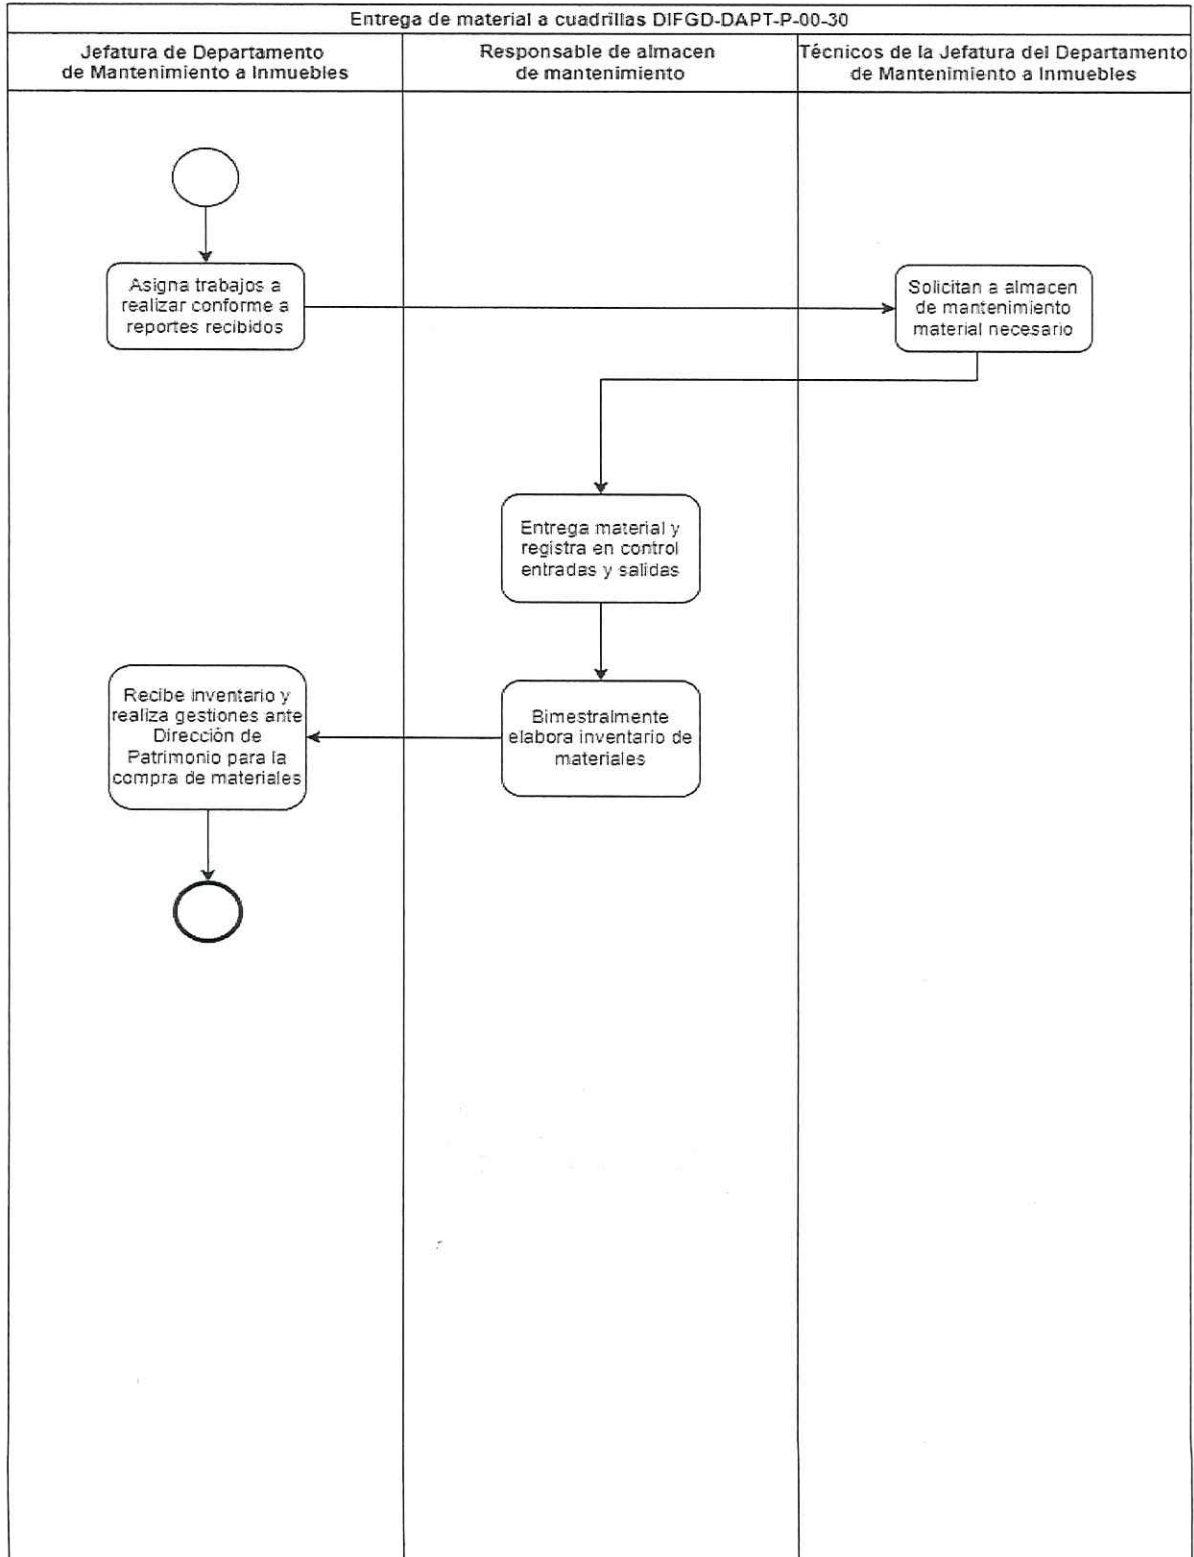 Entrega de material a cuadrillas DIFGD-DAPT-P-00-30
Jefatura de Departamento
de Mantenimiento a Inmuebles
Responsable de almacen
de mantenimiento
Técnicos de la Jefatura del Departamento
de Mantenimiento a Inmuebles
Asigna trabajos a
realizar conforme a
reportes recibidos
Solicitan a almacen
de mantenimiento
material necesario
Entrega material y
registra en control
entradas y salidas
Bimestralmente
elabora inventario de
materiales
Recibe inventario y
realiza gestiones ante
Dirección de
Patrimonio para la
compra de materiales